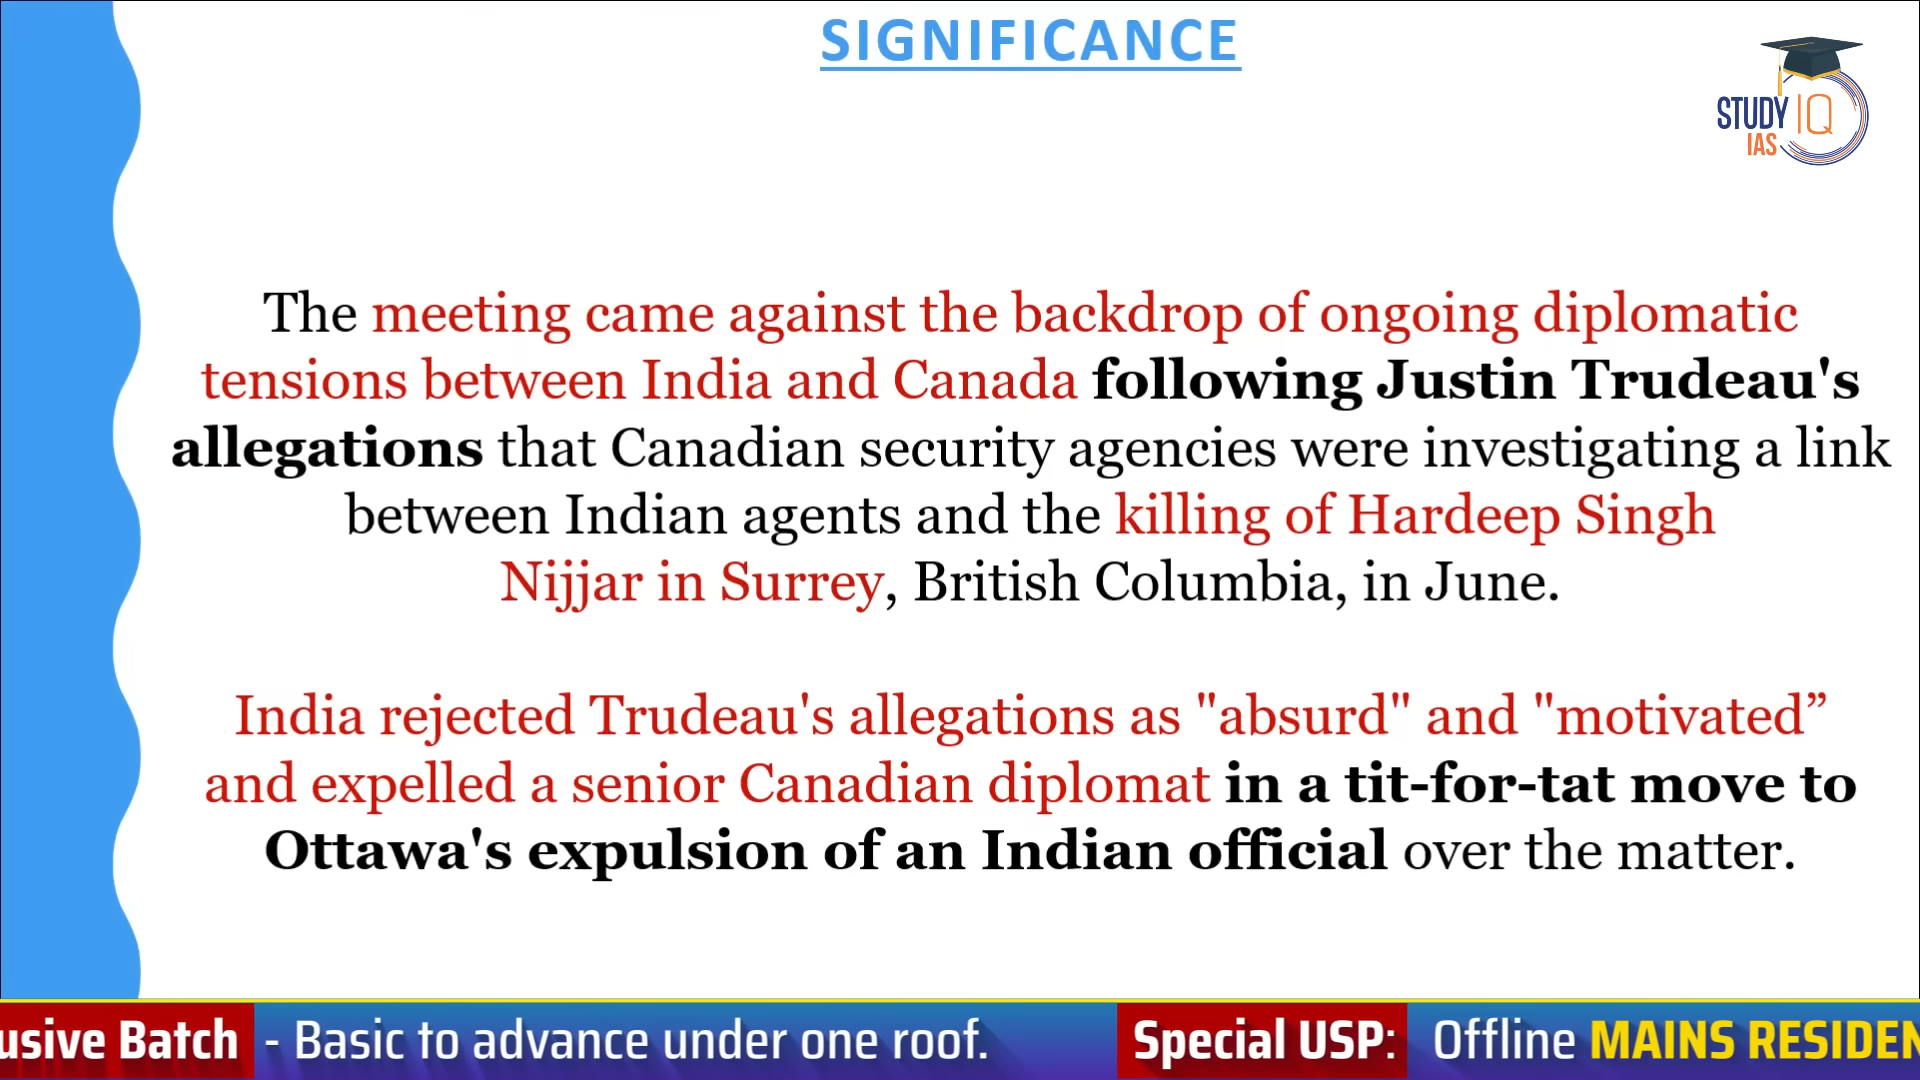 SIGNIFICANCE
STUDY IQ
IAS
The meeting came against the backdrop of ongoing diplomatic
tensions between India and Canada following Justin Trudeau's
allegations that Canadian security agencies were investigating a link
between Indian agents and the killing of Hardeep Singh
Nijjar in Surrey, British Columbia, in June.
India rejected Trudeau's allegations as "absurd" and "motivated”
and expelled a senior Canadian diplomat in a tit-for-tat move to
Ottawa's expulsion of an Indian official over the matter.
usive Batch - Basic to advance under one roof. Special USP: Offline MAINS RESIDEN